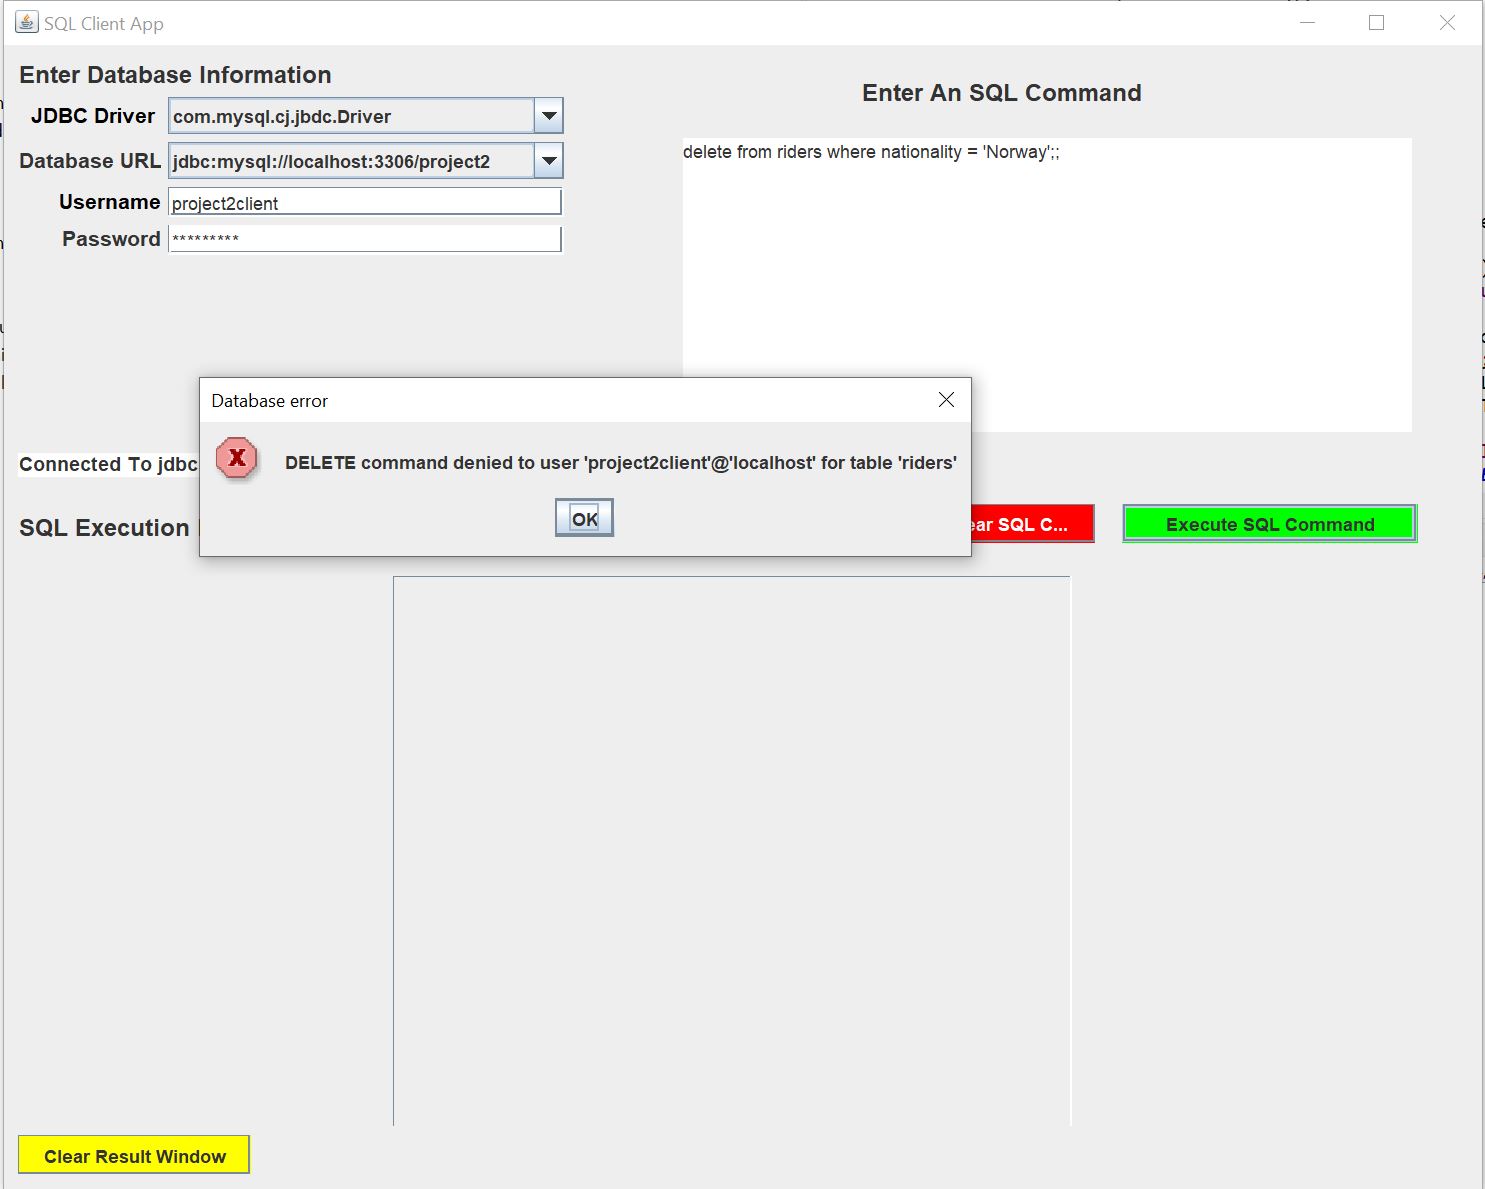 SQL Client App
Enter Database Information
JDBC Driver
com.mysql.cj.jbdc.Driver
Database URL
jdbc:mysql://localhost:3306/project2
Username
project2client
Password
*********
Enter An SQL Command
delete from riders where nationality = 'Norway';;
Database error
DELETE command denied to user 'project2client'@'localhost' for table 'riders'
OK
Connected To jdbc
SQL Execution
ear SQL C...
Execute SQL Command
Clear Result Window